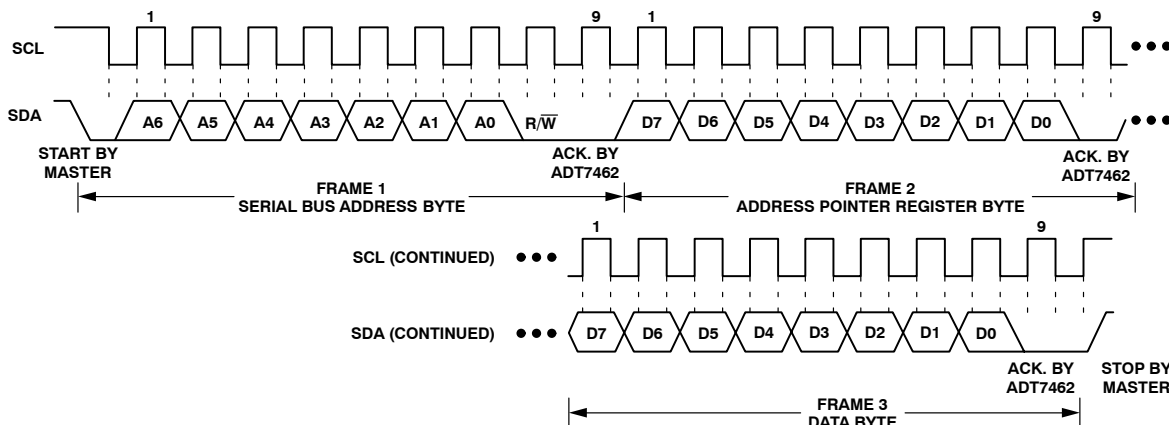 1 9 1 9
SCL
SDA A6 A5 A4 A3 A2 A1 A0 R/W̅ D7 D6 D5 D4 D3 D2 D1 D0
START BY
MASTER
ACK. BY
ADT7462
ACK. BY
ADT7462
FRAME 1
SERIAL BUS ADDRESS BYTE
FRAME 2
ADDRESS POINTER REGISTER BYTE
1 9
SCL (CONTINUED)
SDA (CONTINUED) D7 D6 D5 D4 D3 D2 D1 D0
ACK. BY
ADT7462
STOP BY
MASTER
FRAME 3
DATA BYTE